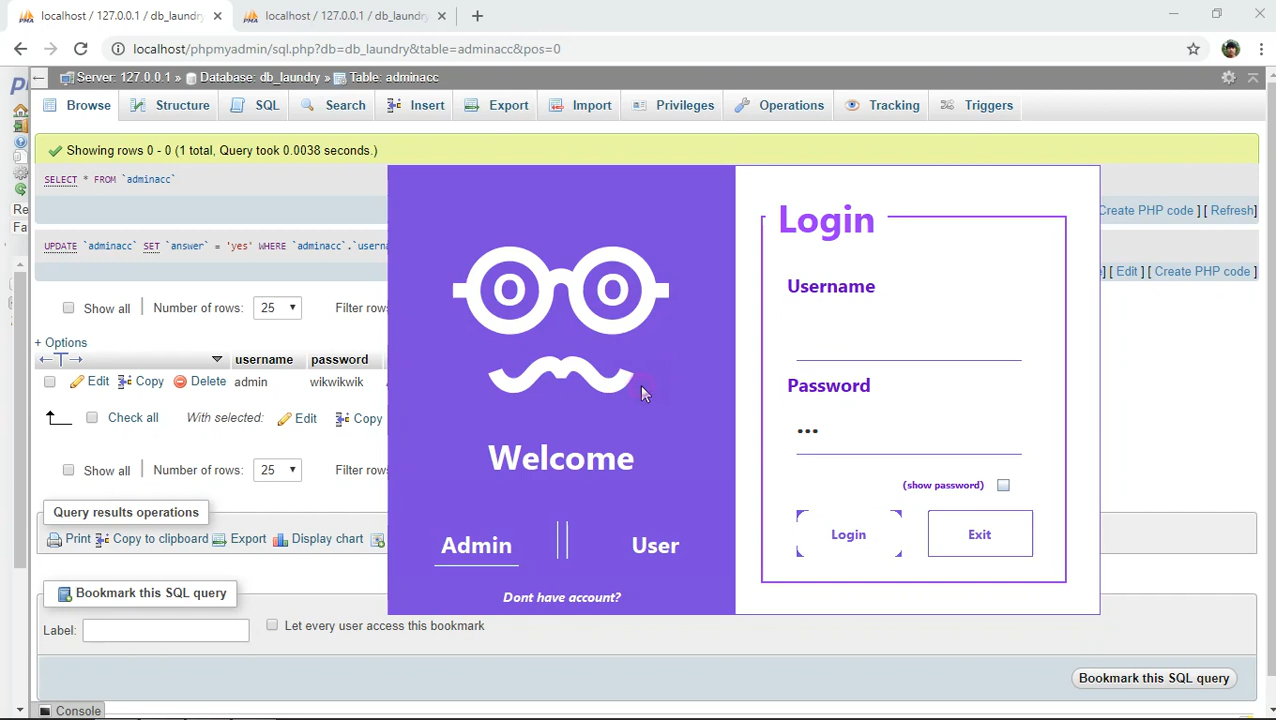 localhost / 127.0.0.1 / db_laundry
localhost / 127.0.0.1 / db_laundry
localhost/phpmyadmin/sql.php?db=db_laundry&table=adminacc&pos=0
Server: 127.0.0.1 » Database: db_laundry » Table: adminacc
Browse Structure SQL Search Insert Export Import Privileges Operations Tracking Triggers
Showing rows 0 - 0 (1 total, Query took 0.0038 seconds.)
SELECT * FROM `adminacc`
Create PHP code ] [ Refresh]
Re
Fa
UPDATE `adminacc` SET `answer` = 'yes' WHERE `adminacc`.
] [ Edit ] [ Create PHP code ]
Show all | Number of rows: 25 Filter
+ Options
username password
Edit Copy Delete admin wikwikwik
Check all With selected: Edit Copy
Show all | Number of rows: 25 Filter
Query results operations
Print Copy to clipboard Export Display chart
Bookmark this SQL query
Label: Let every user access this bookmark
Bookmark this SQL query
Console
Welcome
Admin User
Dont have account?
Login
Username
Password
(show password)
Login Exit